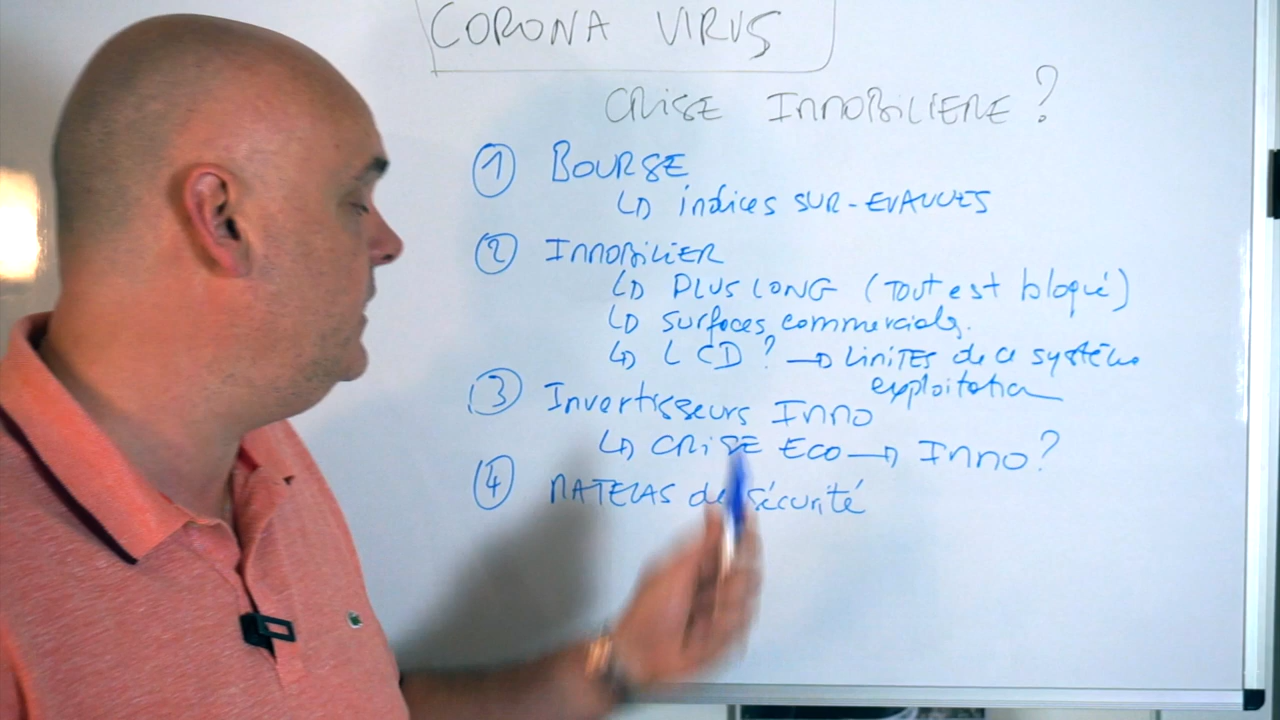 CORONA VIRUS
CRISE IMMOBILIERE ?
① BOURSE
↳ indices SUR-EVALUES
② IMMOBILIER
↳ PLUS LONG (Tout est bloqué)
↳ surfaces commerciales.
↳ LCD ? → LIMITES de ce système
exploitation
③ Invertisseurs Immo
↳ CRISE ECO → Immo ?
④ MATELAS de sécurité